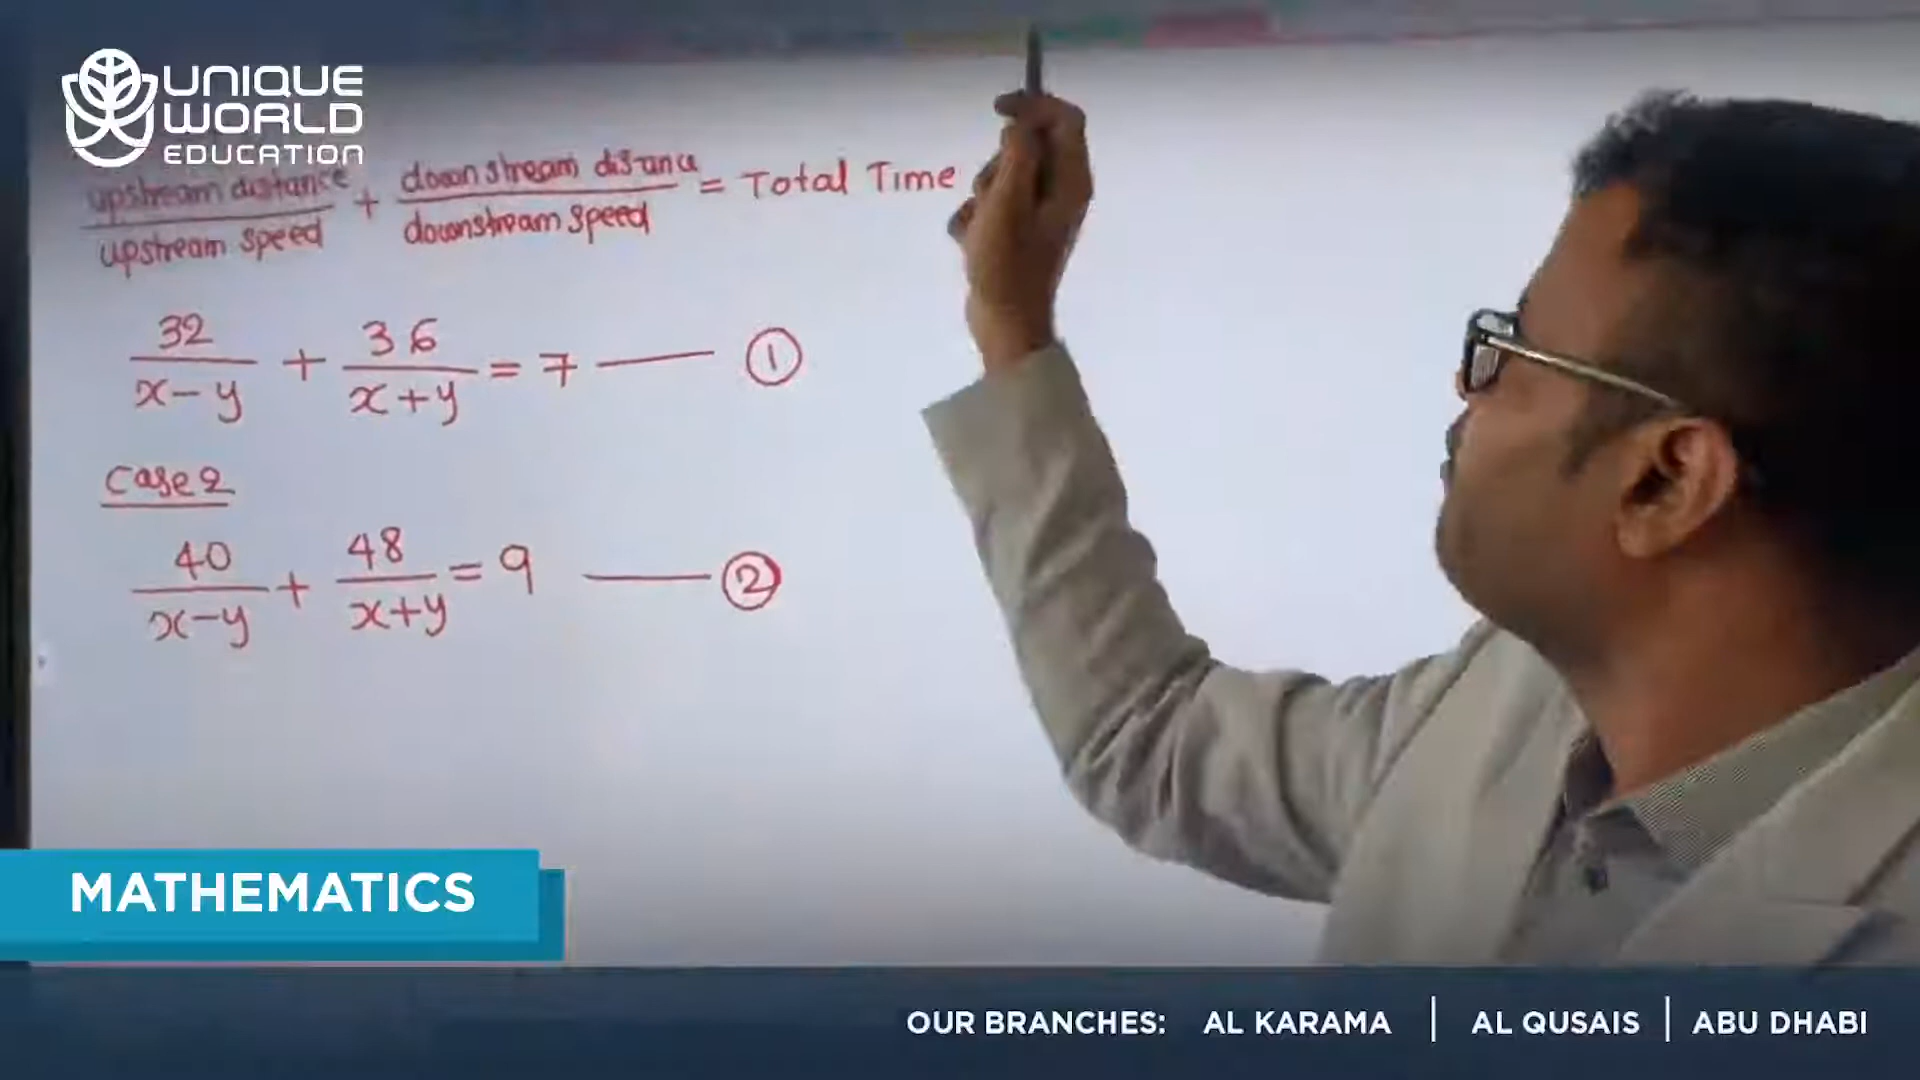 UNIQUE
WORLD
EDUCATION
upstream distance / upstream speed + downstream distance / downstream speed = Total Time
32 / x-y + 36 / x+y = 7 —— ①
Case 2
40 / x-y + 48 / x+y = 9 —— ②
MATHEMATICS
OUR BRANCHES: AL KARAMA | AL QUSAIS | ABU DHABI